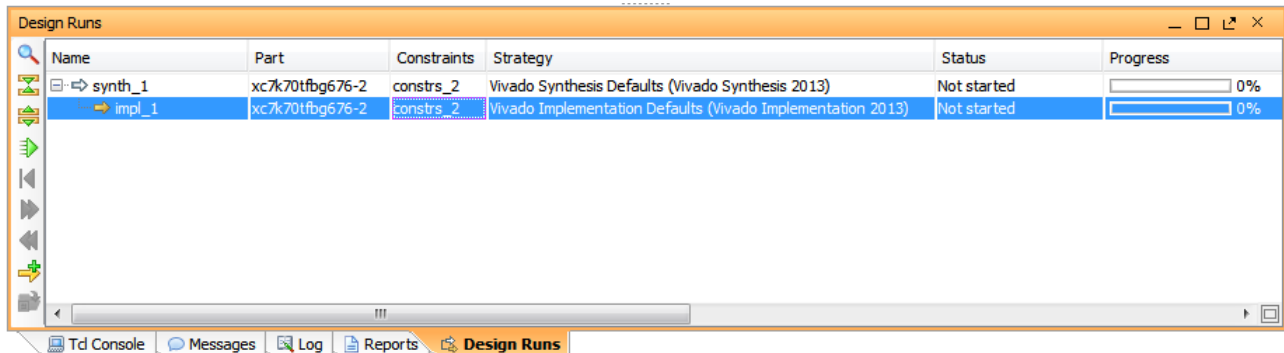 Design Runs
Name Part Constraints Strategy Status Progress
synth_1 xc7k70tfbg676-2 constrs_2 Vivado Synthesis Defaults (Vivado Synthesis 2013) Not started 0%
impl_1 xc7k70tfbg676-2 constrs_2 Vivado Implementation Defaults (Vivado Implementation 2013) Not started 0%
Tcl Console Messages Log Reports Design Runs